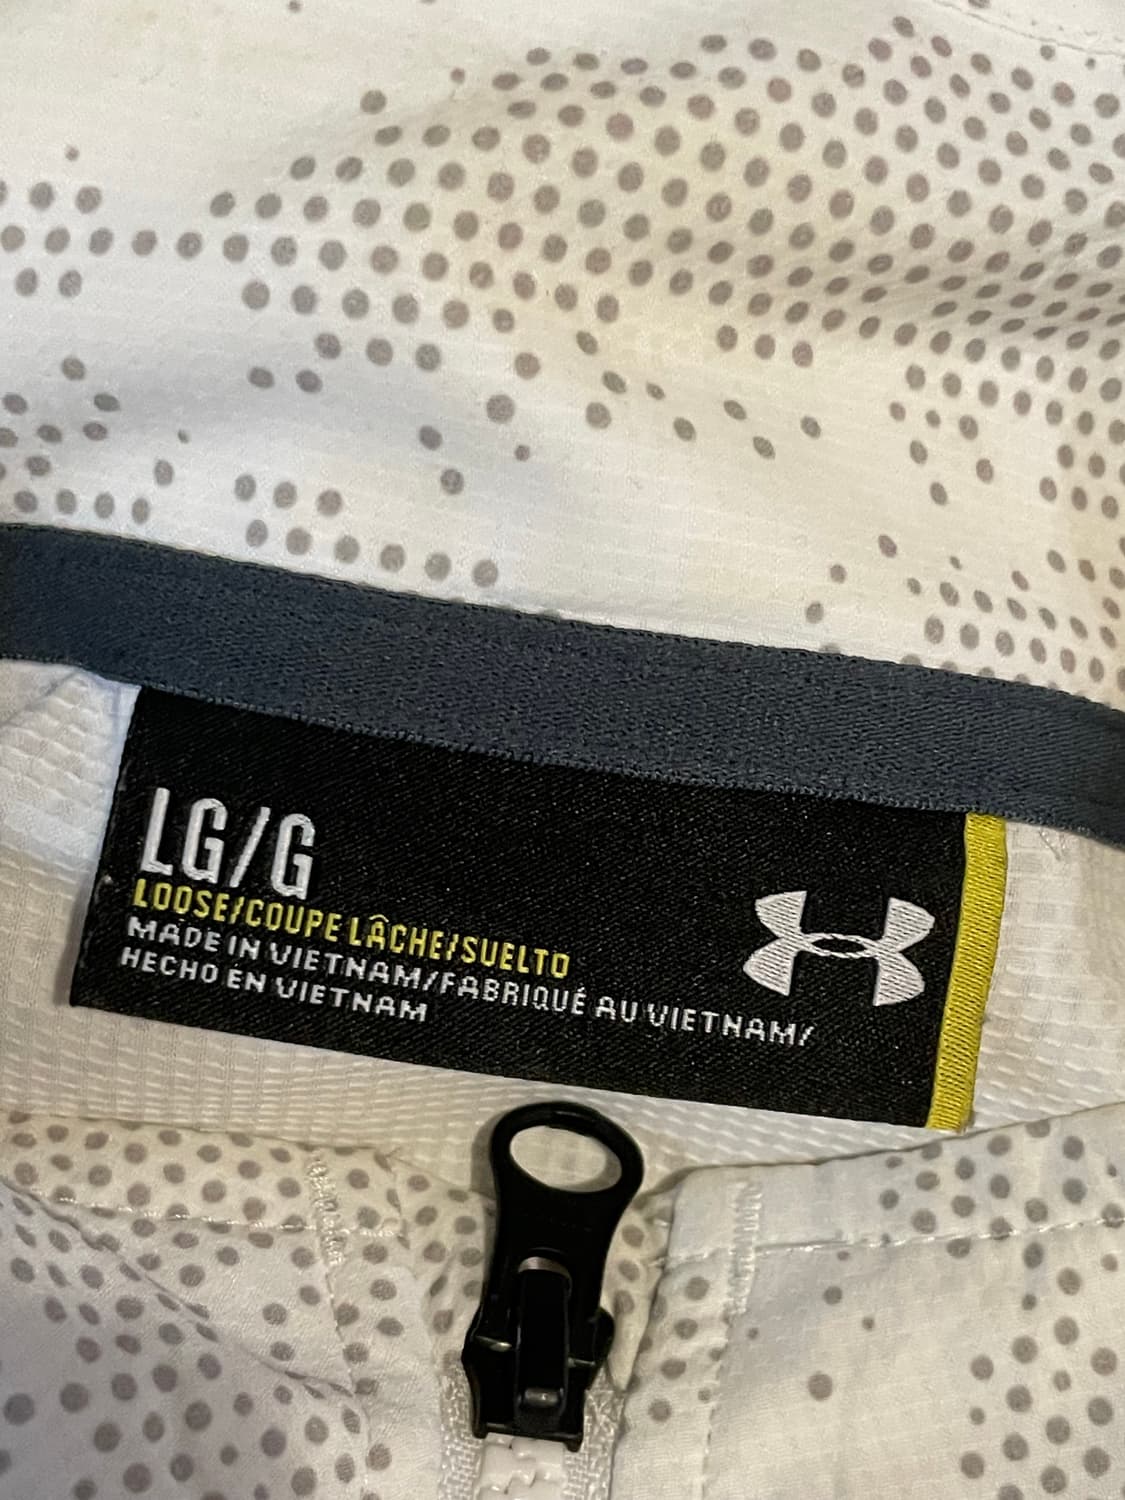 LG/G
LOOSE/COUPE LÂCHE/SUELTO
MADE IN VIETNAM/FABRIQUÉ AU VIETNAM/
HECHO EN VIETNAM